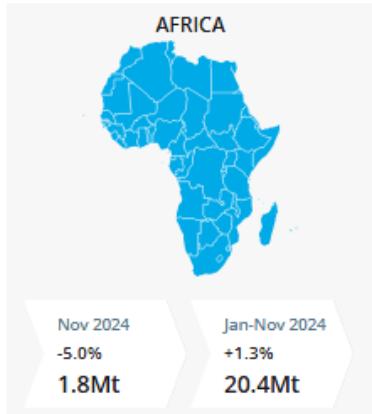 AFRICA
Nov 2024
-5.0%
1.8Mt
Jan-Nov 2024
+1.3%
20.4Mt